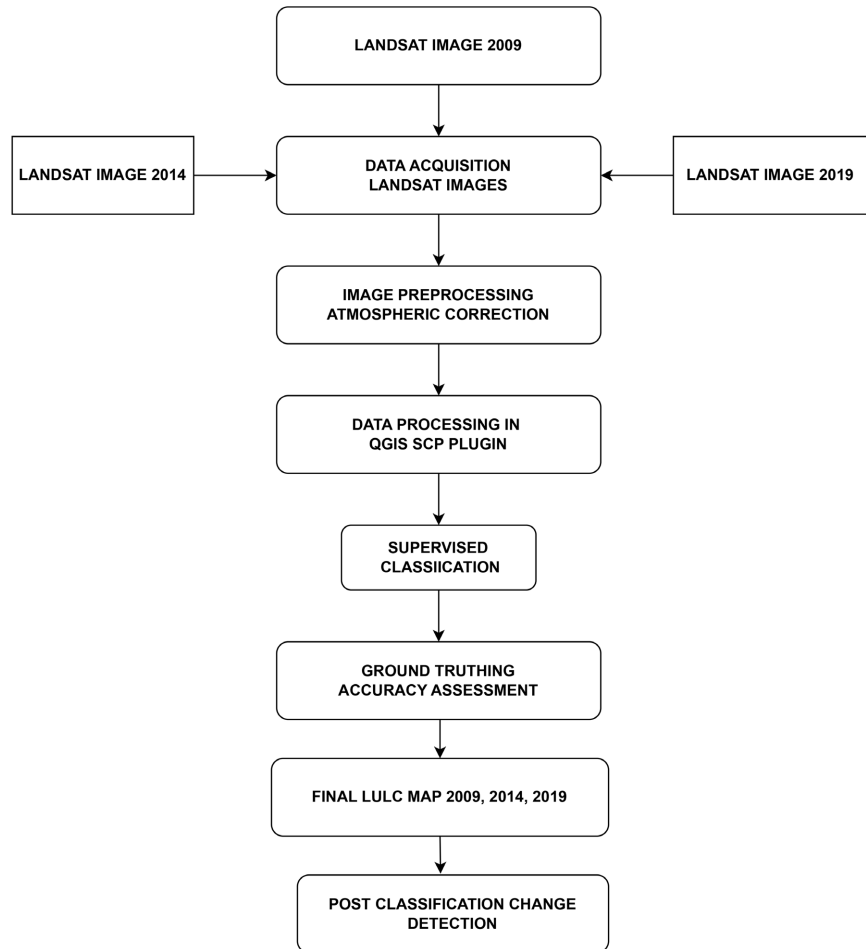 LANDSAT IMAGE 2009
LANDSAT IMAGE 2014
DATA ACQUISITION
LANDSAT IMAGES
LANDSAT IMAGE 2019
IMAGE PREPROCESSING
ATMOSPHERIC CORRECTION
DATA PROCESSING IN
QGIS SCP PLUGIN
SUPERVISED
CLASSIICATION
GROUND TRUTHING
ACCURACY ASSESSMENT
FINAL LULC MAP 2009, 2014, 2019
POST CLASSIFICATION CHANGE
DETECTION